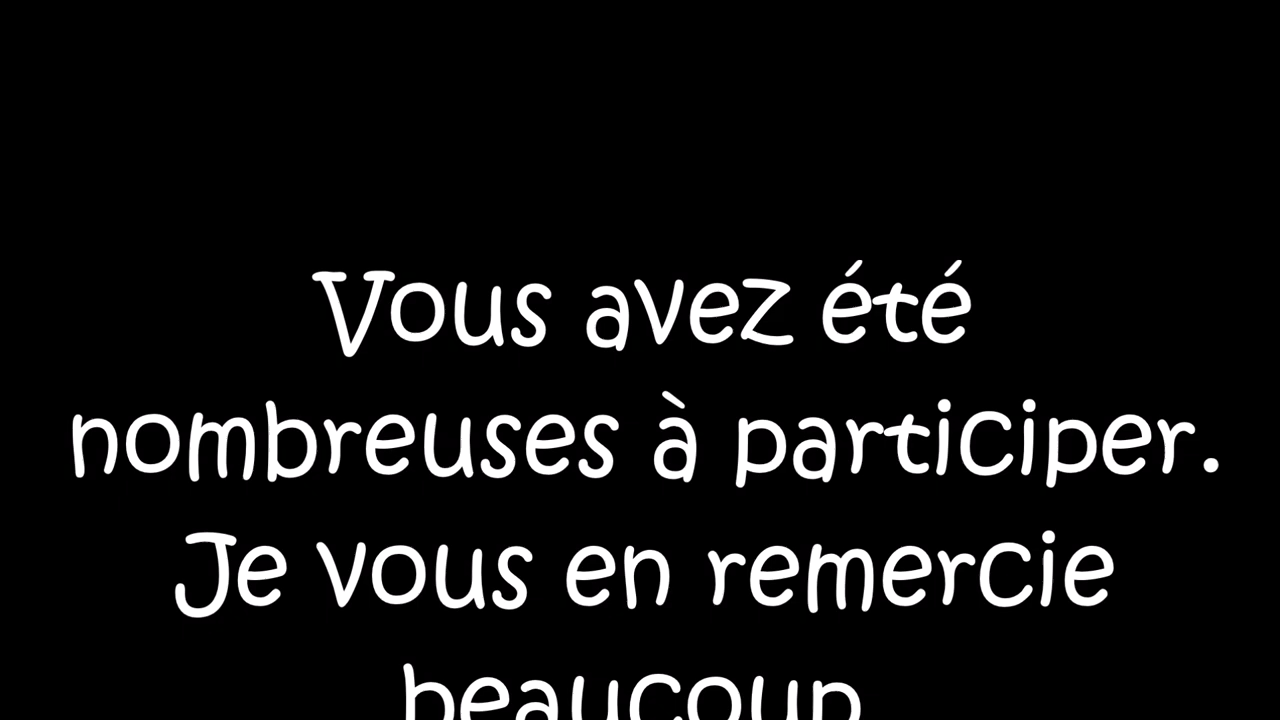 Vous avez été
nombreuses à participer.
Je vous en remercie
beaucoup